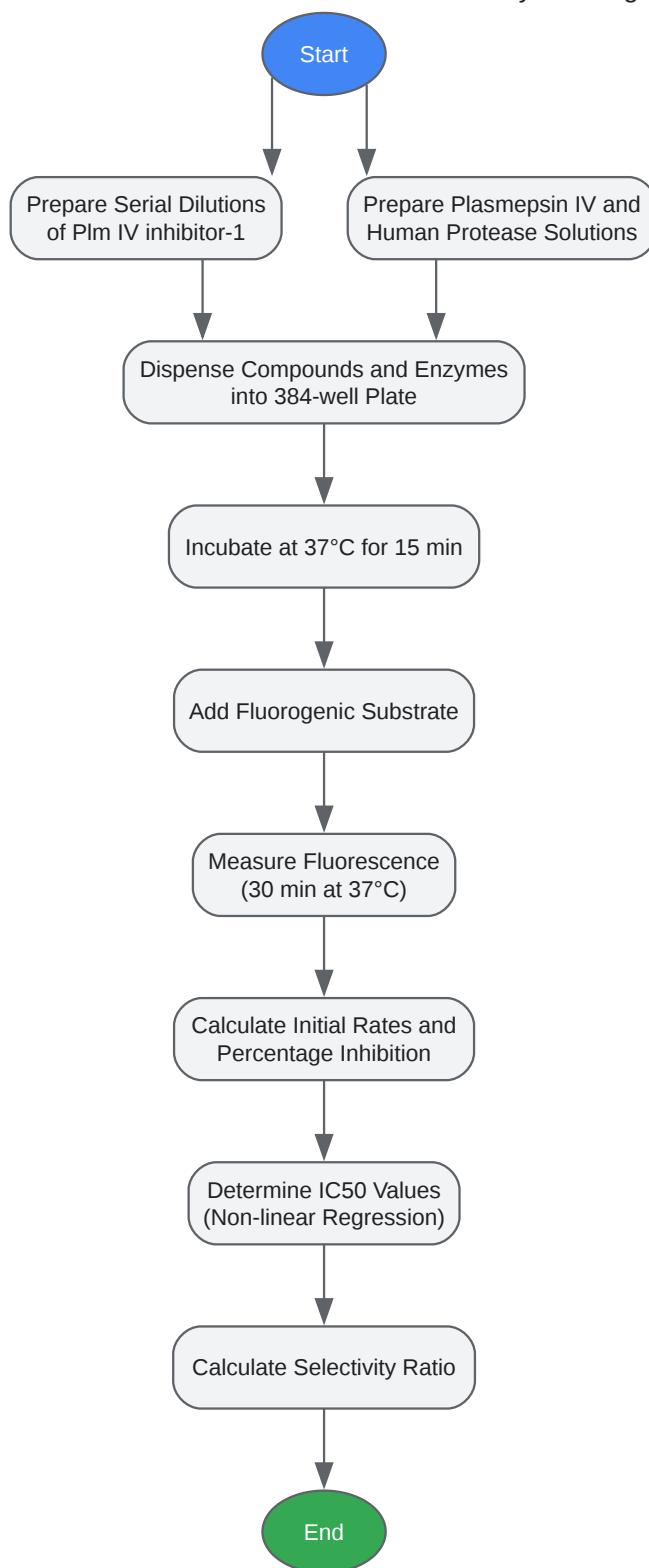 Start
Prepare Serial Dilutions
of Plm IV inhibitor-1
Prepare Plasmepsin IV and
Human Protease Solutions
Dispense Compounds and Enzymes
into 384-well Plate
Incubate at 37°C for 15 min
Add Fluorogenic Substrate
Measure Fluorescence
(30 min at 37°C)
Calculate Initial Rates and
Percentage Inhibition
Determine IC50 Values
(Non-linear Regression)
Calculate Selectivity Ratio
End